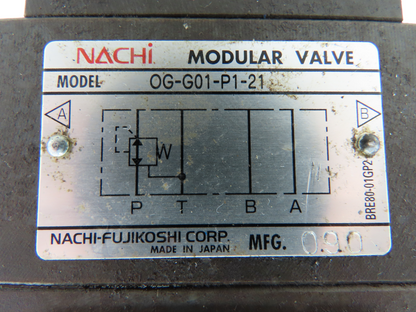 NACHi MODULAR VALVE
MODEL OG-G01-P1-21
A B
W
P T B A
BRE80-01GP2
NACHI-FUJIKOSHI CORP.
MADE IN JAPAN MFG.